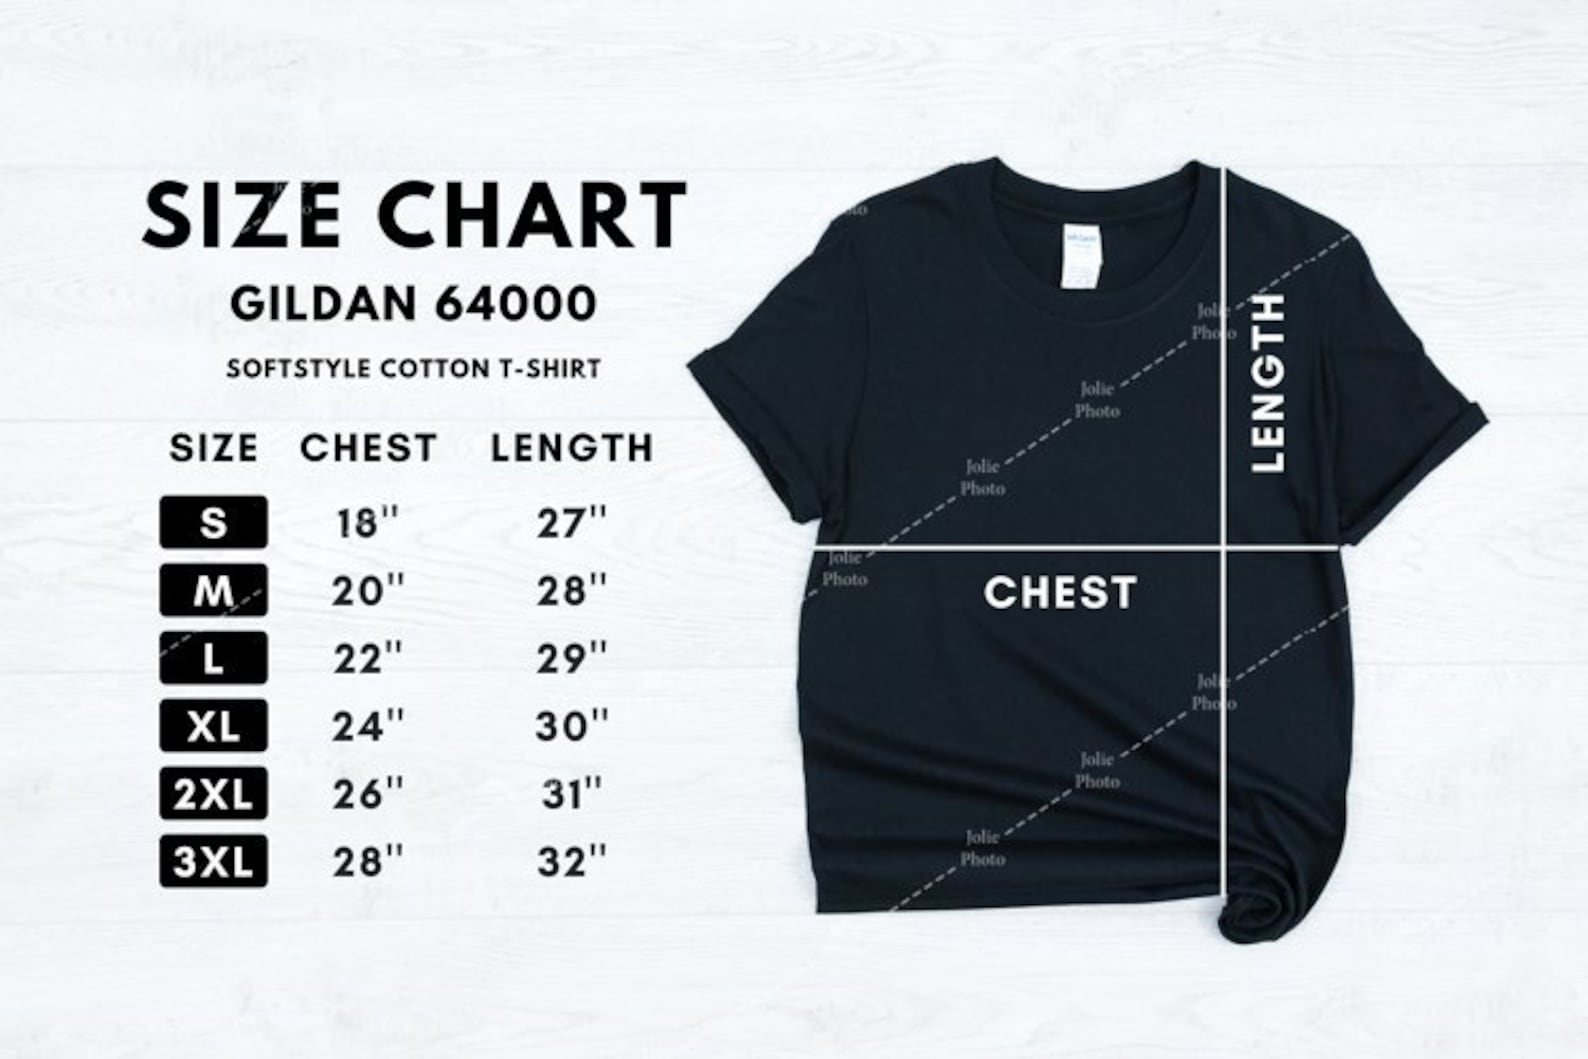 SIZE CHART
GILDAN 64000
SOFTSTYLE COTTON T-SHIRT
SIZE CHEST LENGTH
S 18" 27"
M 20" 28"
L 22" 29"
XL 24" 30"
2XL 26" 31"
3XL 28" 32"
LENGTH
CHEST
Jolie
Photo
Jolie
Photo
Jolie
Photo
Jolie
Photo
Jolie
Photo
Jolie
Photo
Jolie
Photo